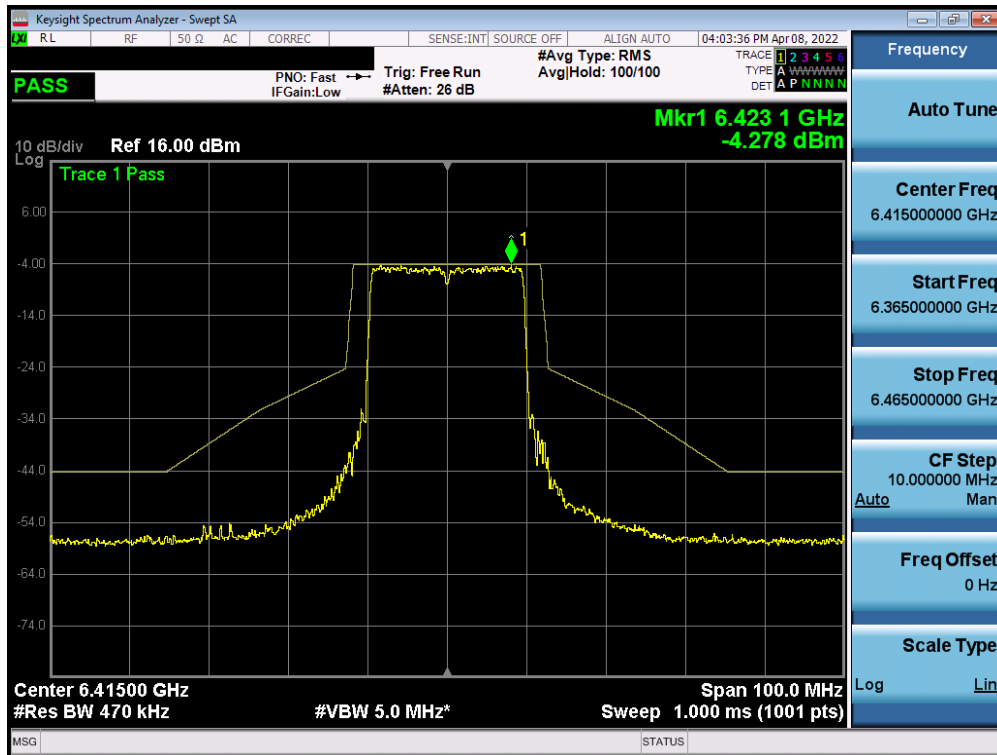 Keysight Spectrum Analyzer - Swept SA
LXI RL RF 50 Ω AC CORREC SENSE:INT SOURCE OFF ALIGN AUTO 04:03:36 PM Apr 08, 2022
PASS
PNO: Fast
IFGain:Low
Trig: Free Run
#Atten: 26 dB
#Avg Type: RMS
Avg|Hold: 100/100
TRACE 1 2 3 4 5 6
TYPE A WWWWW
DET A P N N N N
Mkr1 6.423 1 GHz
-4.278 dBm
10 dB/div Ref 16.00 dBm
Log
Trace 1 Pass
6.00
1
-4.00
-14.0
-24.0
-34.0
-44.0
-54.0
-64.0
-74.0
Center 6.41500 GHz Span 100.0 MHz
#Res BW 470 kHz #VBW 5.0 MHz* Sweep 1.000 ms (1001 pts)
MSG STATUS
Frequency
Auto Tune
Center Freq
6.415000000 GHz
Start Freq
6.365000000 GHz
Stop Freq
6.465000000 GHz
CF Step
10.000000 MHz
Auto Man
Freq Offset
0 Hz
Scale Type
Log Lin